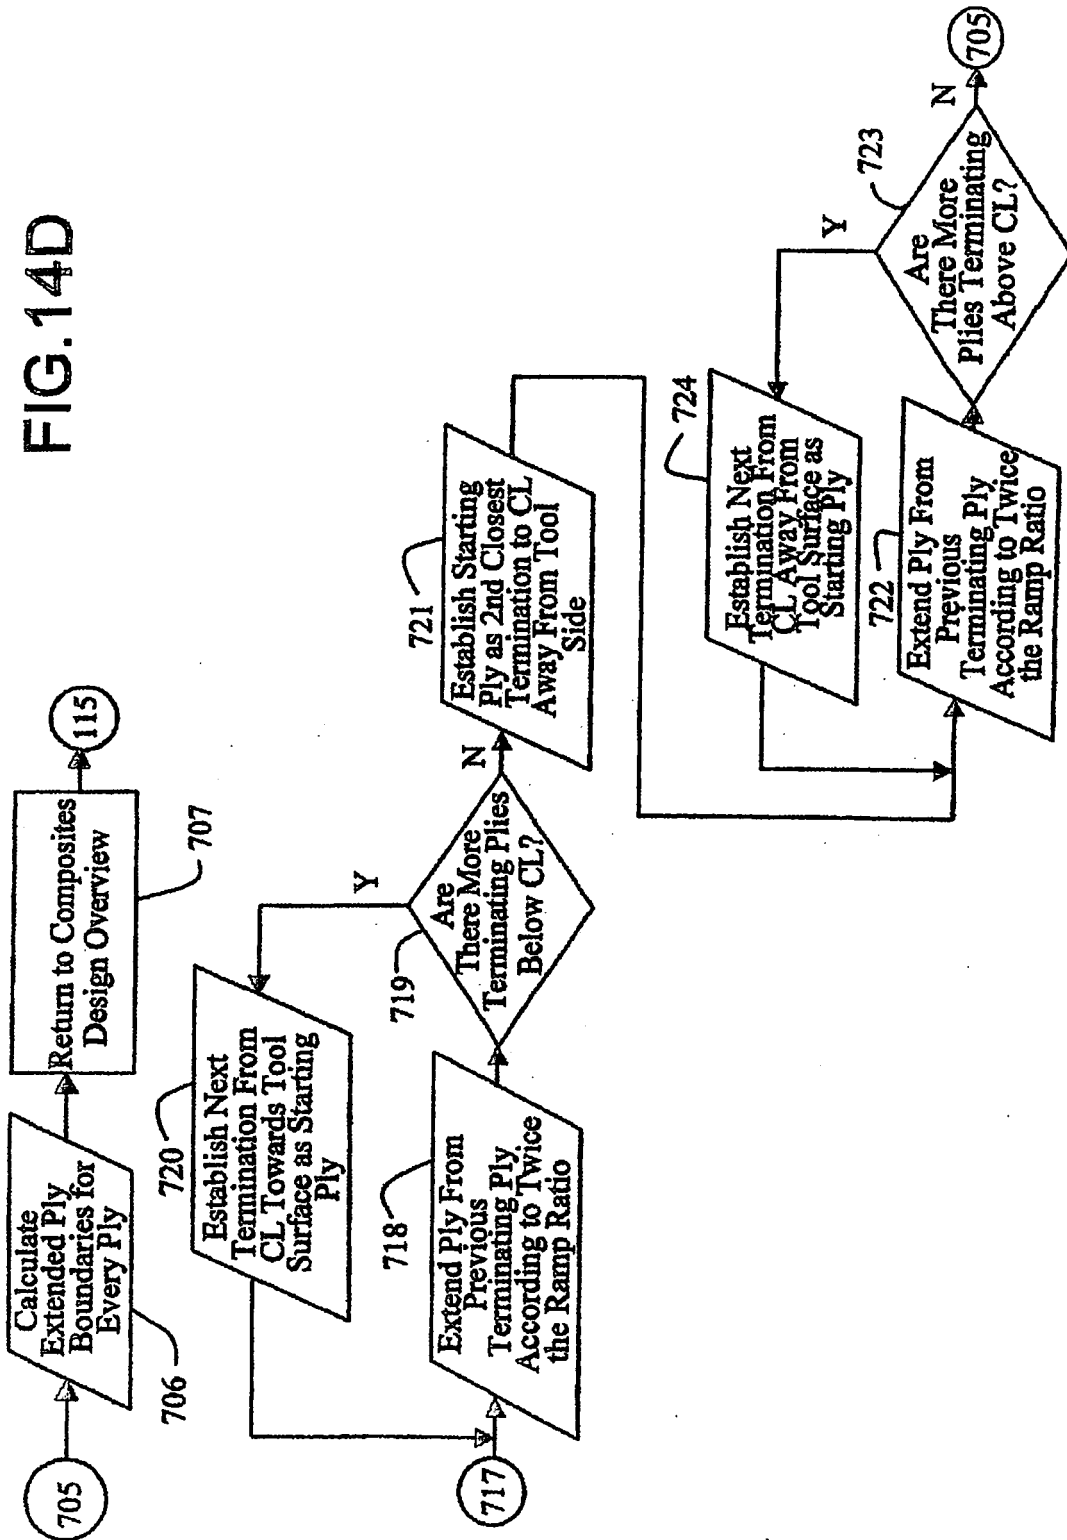 FIG.14D
705
Calculate
Extended Ply
Boundaries for
Every Ply
706
Return to Composites
Design Overview
707
115
717
Extend Ply From
Previous
Terminating Ply
According to Twice
the Ramp Ratio
718
Are
There More
Terminating Plies
Below CL?
719
Y
N
Establish Next
Termination From
CL Towards Tool
Surface as Starting
Ply
720
Establish Starting
Ply as 2nd Closest
Termination to CL
Away From Tool
Side
721
Extend Ply From
Previous
Terminating Ply
According to Twice
the Ramp Ratio
722
Are
There More
Plies Terminating
Above CL?
723
Y
N
Establish Next
Termination From
CL Away From
Tool Surface as
Starting Ply
724
705